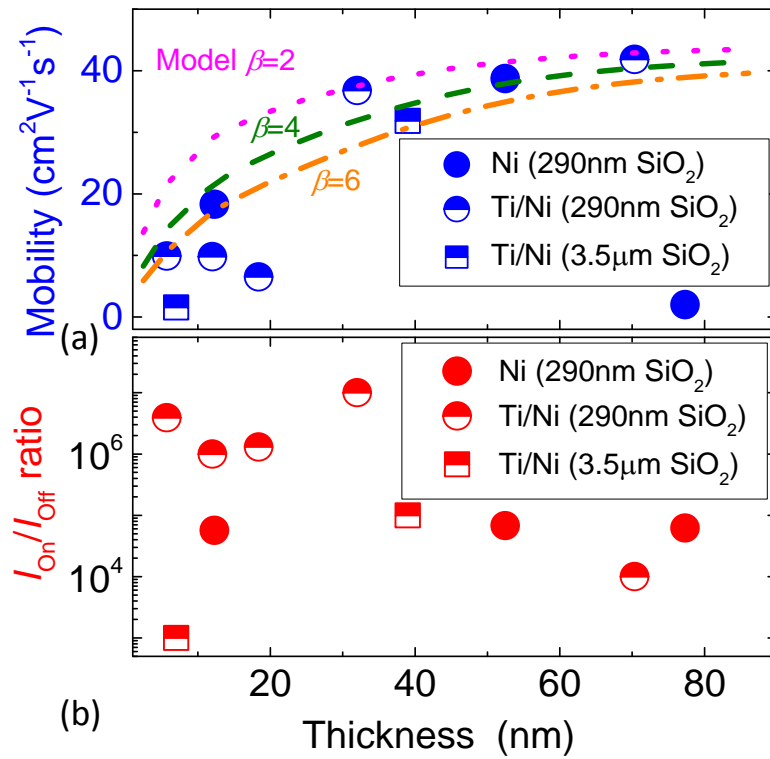 Mobility (cm²V⁻¹s⁻¹)
40
20
0
Model β=2
β=4
β=6
Ni (290nm SiO₂)
Ti/Ni (290nm SiO₂)
Ti/Ni (3.5μm SiO₂)
(a)
I_On/I_Off ratio
10⁶
10⁴
Ni (290nm SiO₂)
Ti/Ni (290nm SiO₂)
Ti/Ni (3.5μm SiO₂)
20 40 60 80
(b)
Thickness (nm)